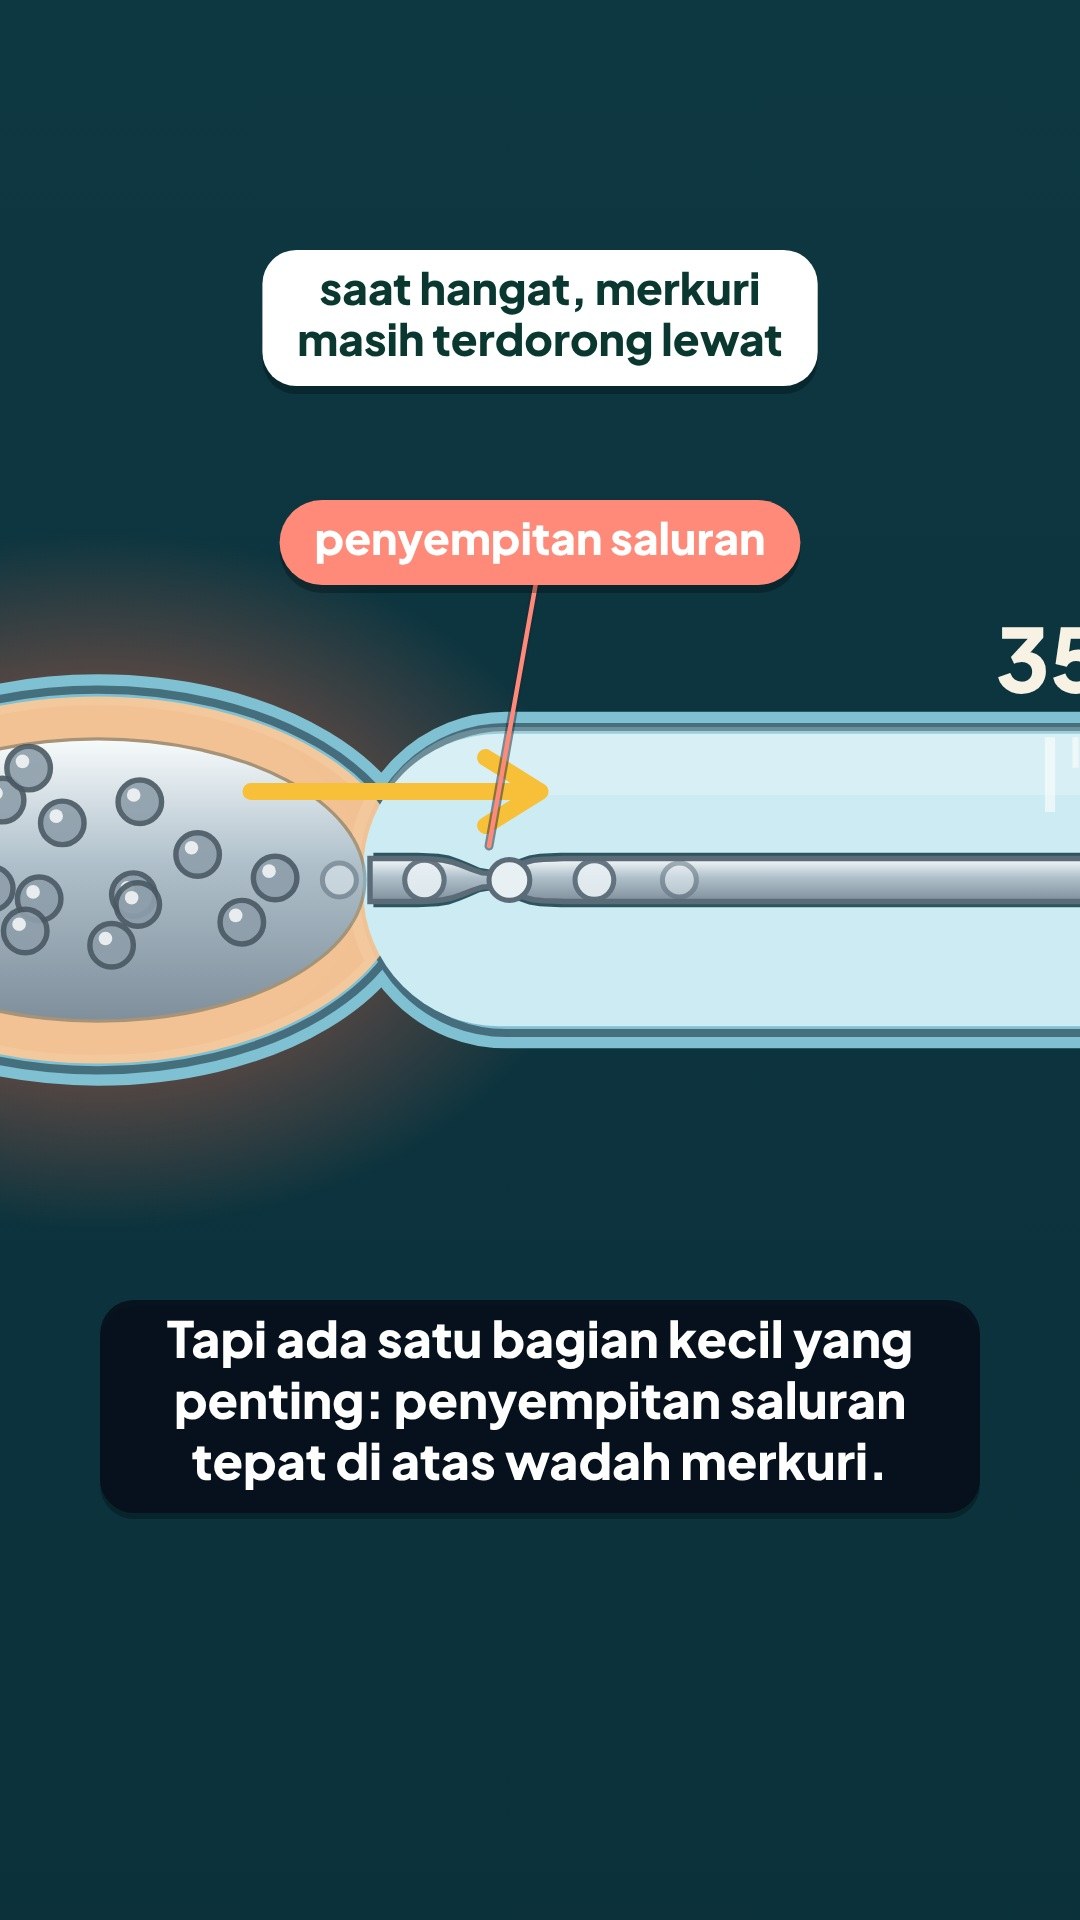 saat hangat, merkuri
masih terdorong lewat
penyempitan saluran
35
Tapi ada satu bagian kecil yang
penting: penyempitan saluran
tepat di atas wadah merkuri.